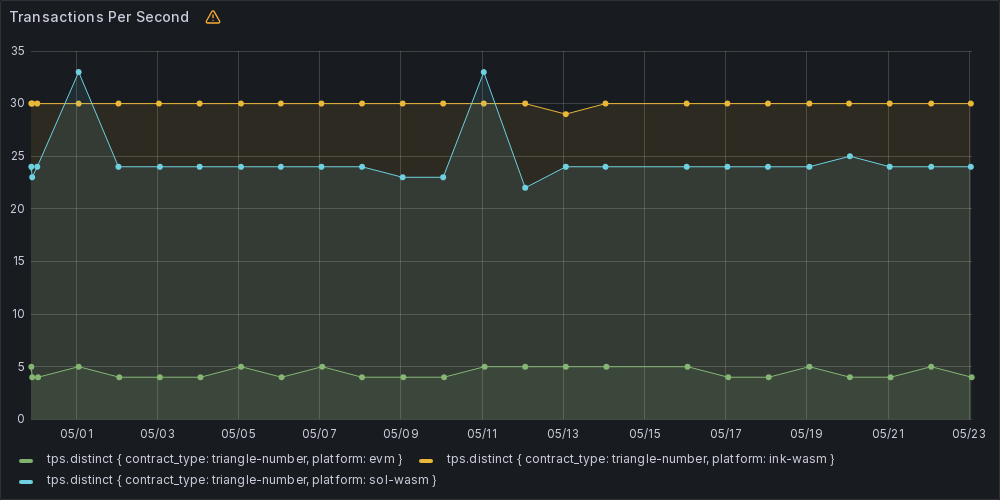 Transactions Per Second
35
30
25
20
15
10
5
0
05/01 05/03 05/05 05/07 05/09 05/11 05/13 05/15 05/17 05/19 05/21 05/23
tps.distinct { contract_type: triangle-number, platform: evm } tps.distinct { contract_type: triangle-number, platform: ink-wasm }
tps.distinct { contract_type: triangle-number, platform: sol-wasm }